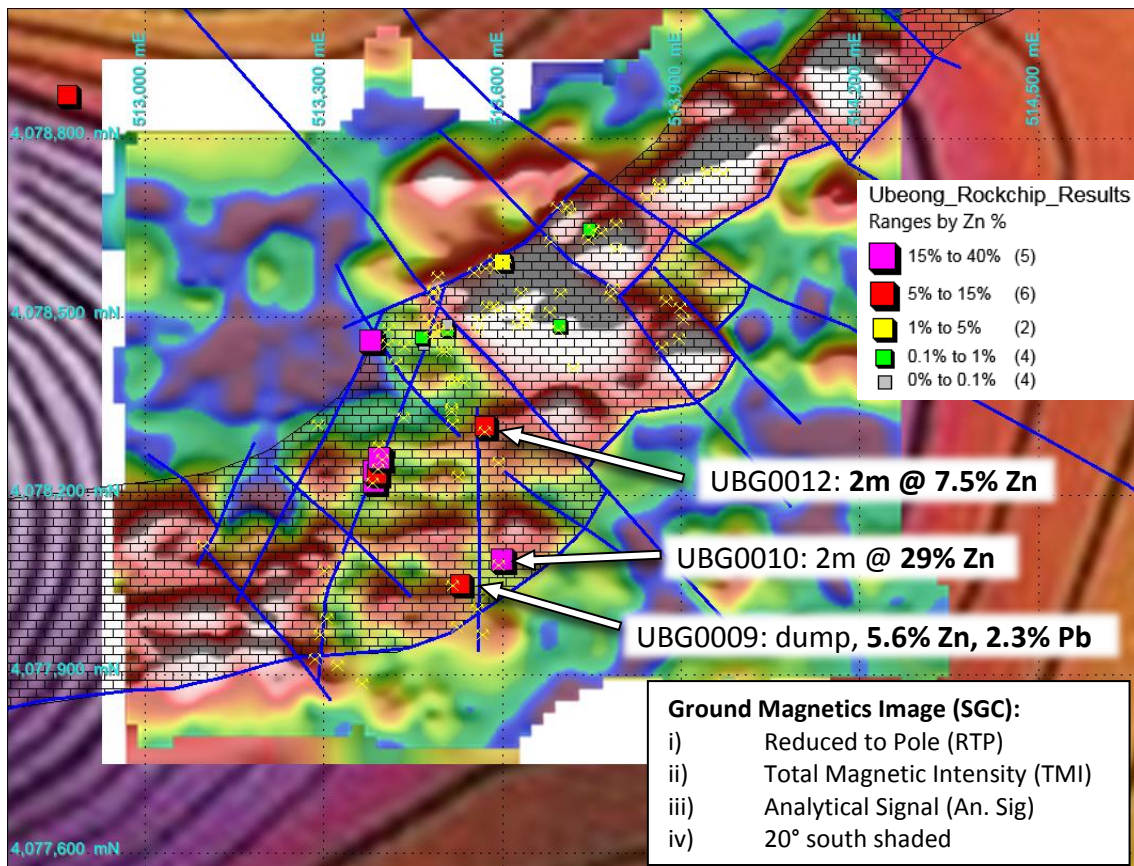 513,000 mE
513,300 mE
513,600 mE
513,900 mE
514,200 mE
514,500 mE
4,078,800 mN
4,078,500 mN
4,078,200 mN
4,077,900 mN
4,077,600 mN
Ubeong_Rockchip_Results
Ranges by Zn %
15% to 40% (5)
5% to 15% (6)
1% to 5% (2)
0.1% to 1% (4)
0% to 0.1% (4)
UBG0012: 2m @ 7.5% Zn
UBG0010: 2m @ 29% Zn
UBG0009: dump, 5.6% Zn, 2.3% Pb
Ground Magnetics Image (SGC):
i) Reduced to Pole (RTP)
ii) Total Magnetic Intensity (TMI)
iii) Analytical Signal (An. Sig)
iv) 20° south shaded